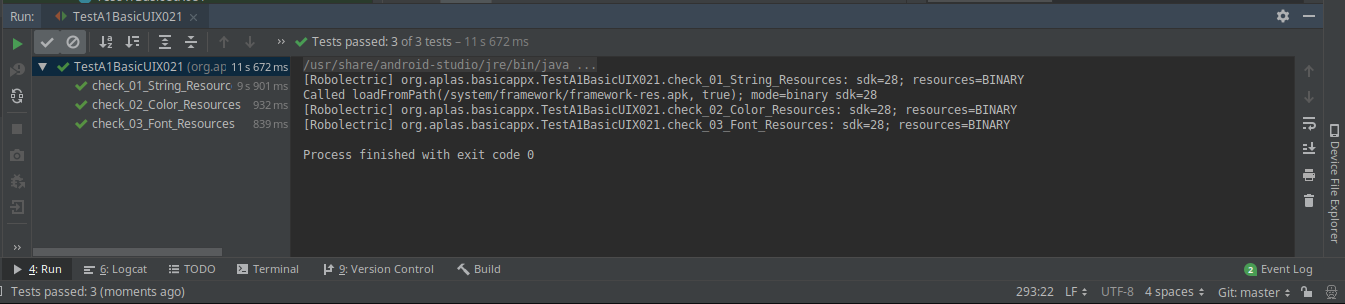 Run: TestA1BasicUIX021
Tests passed: 3 of 3 tests – 11 s 672 ms
TestA1BasicUIX021 (org.ap 11 s 672 ms
check_01_String_Resourc 9 s 901 ms
check_02_Color_Resources 932 ms
check_03_Font_Resources 839 ms
/usr/share/android-studio/jre/bin/java ...
[Robolectric] org.aplas.basicappx.TestA1BasicUIX021.check_01_String_Resources: sdk=28; resources=BINARY
Called loadFromPath(/system/framework/framework-res.apk, true); mode=binary sdk=28
[Robolectric] org.aplas.basicappx.TestA1BasicUIX021.check_02_Color_Resources: sdk=28; resources=BINARY
[Robolectric] org.aplas.basicappx.TestA1BasicUIX021.check_03_Font_Resources: sdk=28; resources=BINARY
Process finished with exit code 0
Device File Explorer
4: Run 6: Logcat TODO Terminal 9: Version Control Build 2 Event Log
Tests passed: 3 (moments ago) 293:22 LF UTF-8 4 spaces Git: master